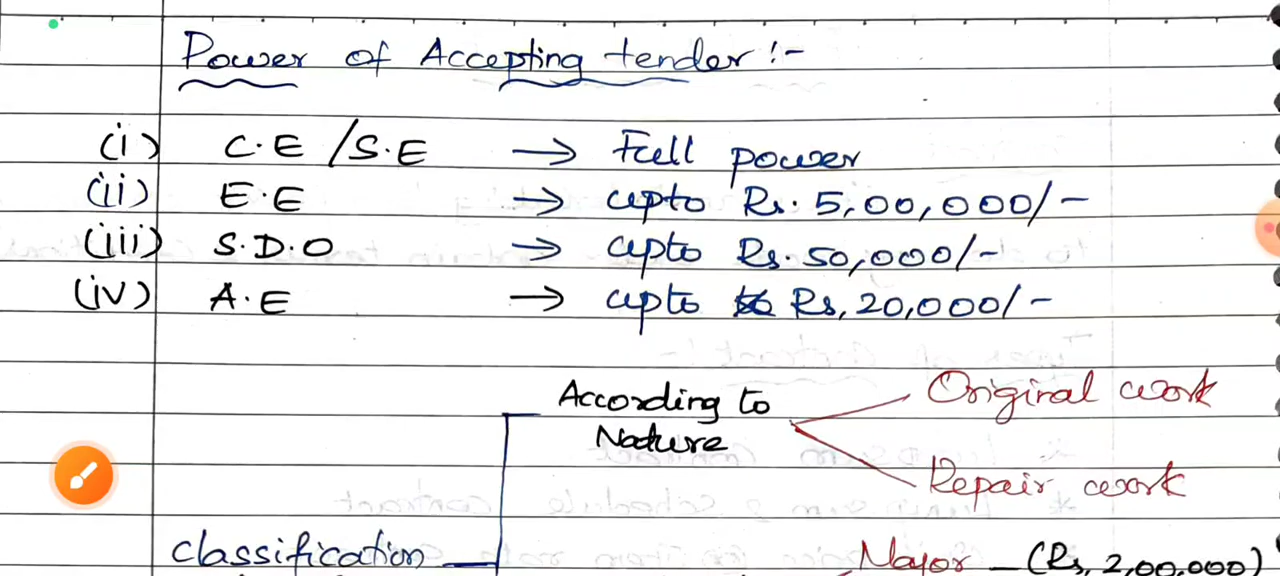 Power of Accepting tender :-
(i) C.E / S.E → Full power
(ii) E.E → upto Rs. 5,00,000/-
(iii) S.D.O → upto Rs. 50,000/-
(iv) A.E → upto Rs, 20,000/-
According to Original work
Nature
Repair work
Classification
Major - (Rs, 2,00,000)